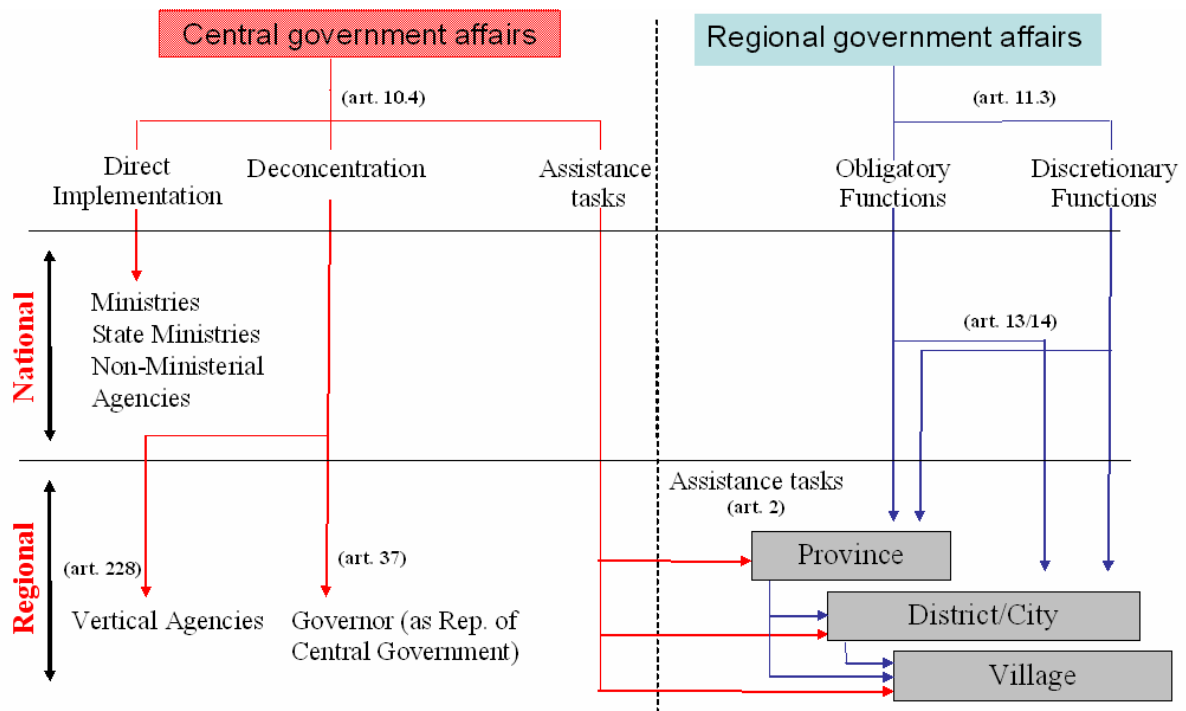 Central government affairs
Regional government affairs
(art. 10.4)
(art. 11.3)
Direct
Implementation
Deconcentration
Assistance
tasks
Obligatory
Functions
Discretionary
Functions
National
Ministries
State Ministries
Non-Ministerial
Agencies
(art. 13/14)
Regional
Assistance tasks
(art. 2)
(art. 228)
(art. 37)
Province
Vertical Agencies
Governor (as Rep. of
Central Government)
District/City
Village